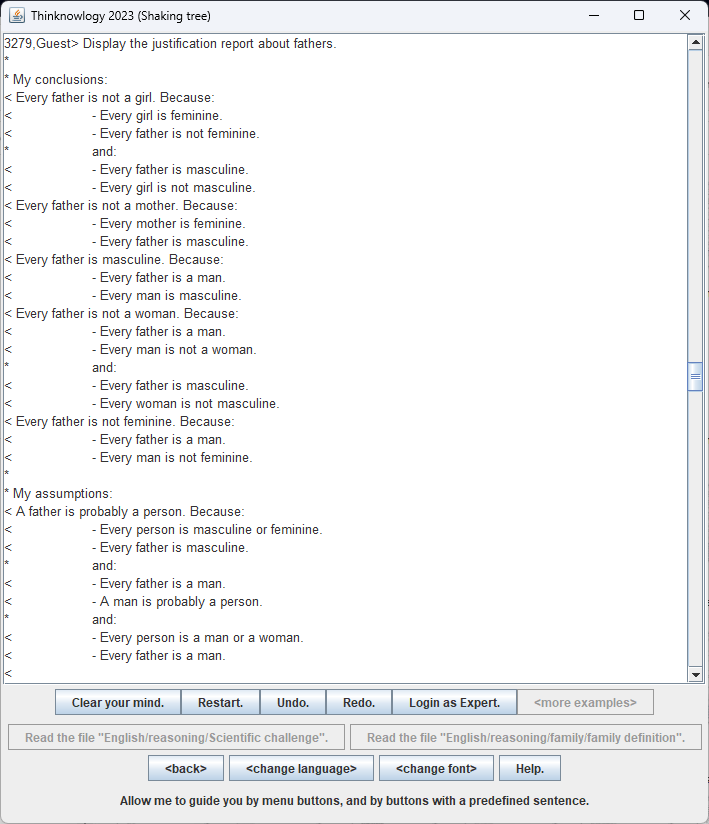 Thinknowlogy 2023 (Shaking tree)
3279,Guest> Display the justification report about fathers.
*
* My conclusions:
< Every father is not a girl. Because:
< - Every girl is feminine.
< - Every father is not feminine.
* and:
< - Every father is masculine.
< - Every girl is not masculine.
< Every father is not a mother. Because:
< - Every mother is feminine.
< - Every father is masculine.
< Every father is masculine. Because:
< - Every father is a man.
< - Every man is masculine.
< Every father is not a woman. Because:
< - Every father is a man.
< - Every man is not a woman.
* and:
< - Every father is masculine.
< - Every woman is not masculine.
< Every father is not feminine. Because:
< - Every father is a man.
< - Every man is not feminine.
*
* My assumptions:
< A father is probably a person. Because:
< - Every person is masculine or feminine.
< - Every father is masculine.
* and:
< - Every father is a man.
< - A man is probably a person.
* and:
< - Every person is a man or a woman.
< - Every father is a man.
<
Clear your mind. Restart. Undo. Redo. Login as Expert. <more examples>
Read the file "English/reasoning/Scientific challenge". Read the file "English/reasoning/family/family definition".
<back> <change language> <change font> Help.
Allow me to guide you by menu buttons, and by buttons with a predefined sentence.